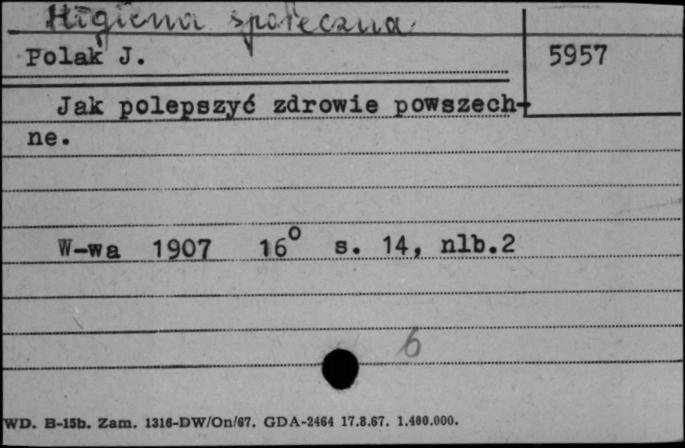 Higiena społeczna
Polak J.
5957
Jak polepszyć zdrowie powszech-
ne.
W-wa 1907 16° s. 14, nlb.2
6
WD. B-15b. Zam. 1316-DW/On/67. GDA-2464 17.8.67. 1.400.000.